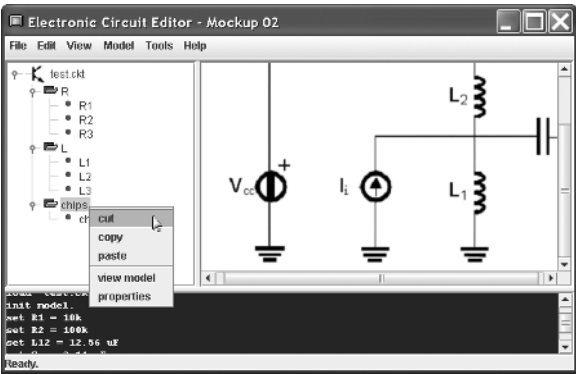 Electronic Circuit Editor - Mockup 02
File Edit View Model Tools Help
test.ckt
R
R1
R2
R3
L
L1
L2
L3
chips
ch
cut
copy
paste
view model
properties
L2
Vcc
+
Ii
L1
init model.
set R1 = 10k
set R2 = 100k
set L12 = 12.56 uF
Ready.